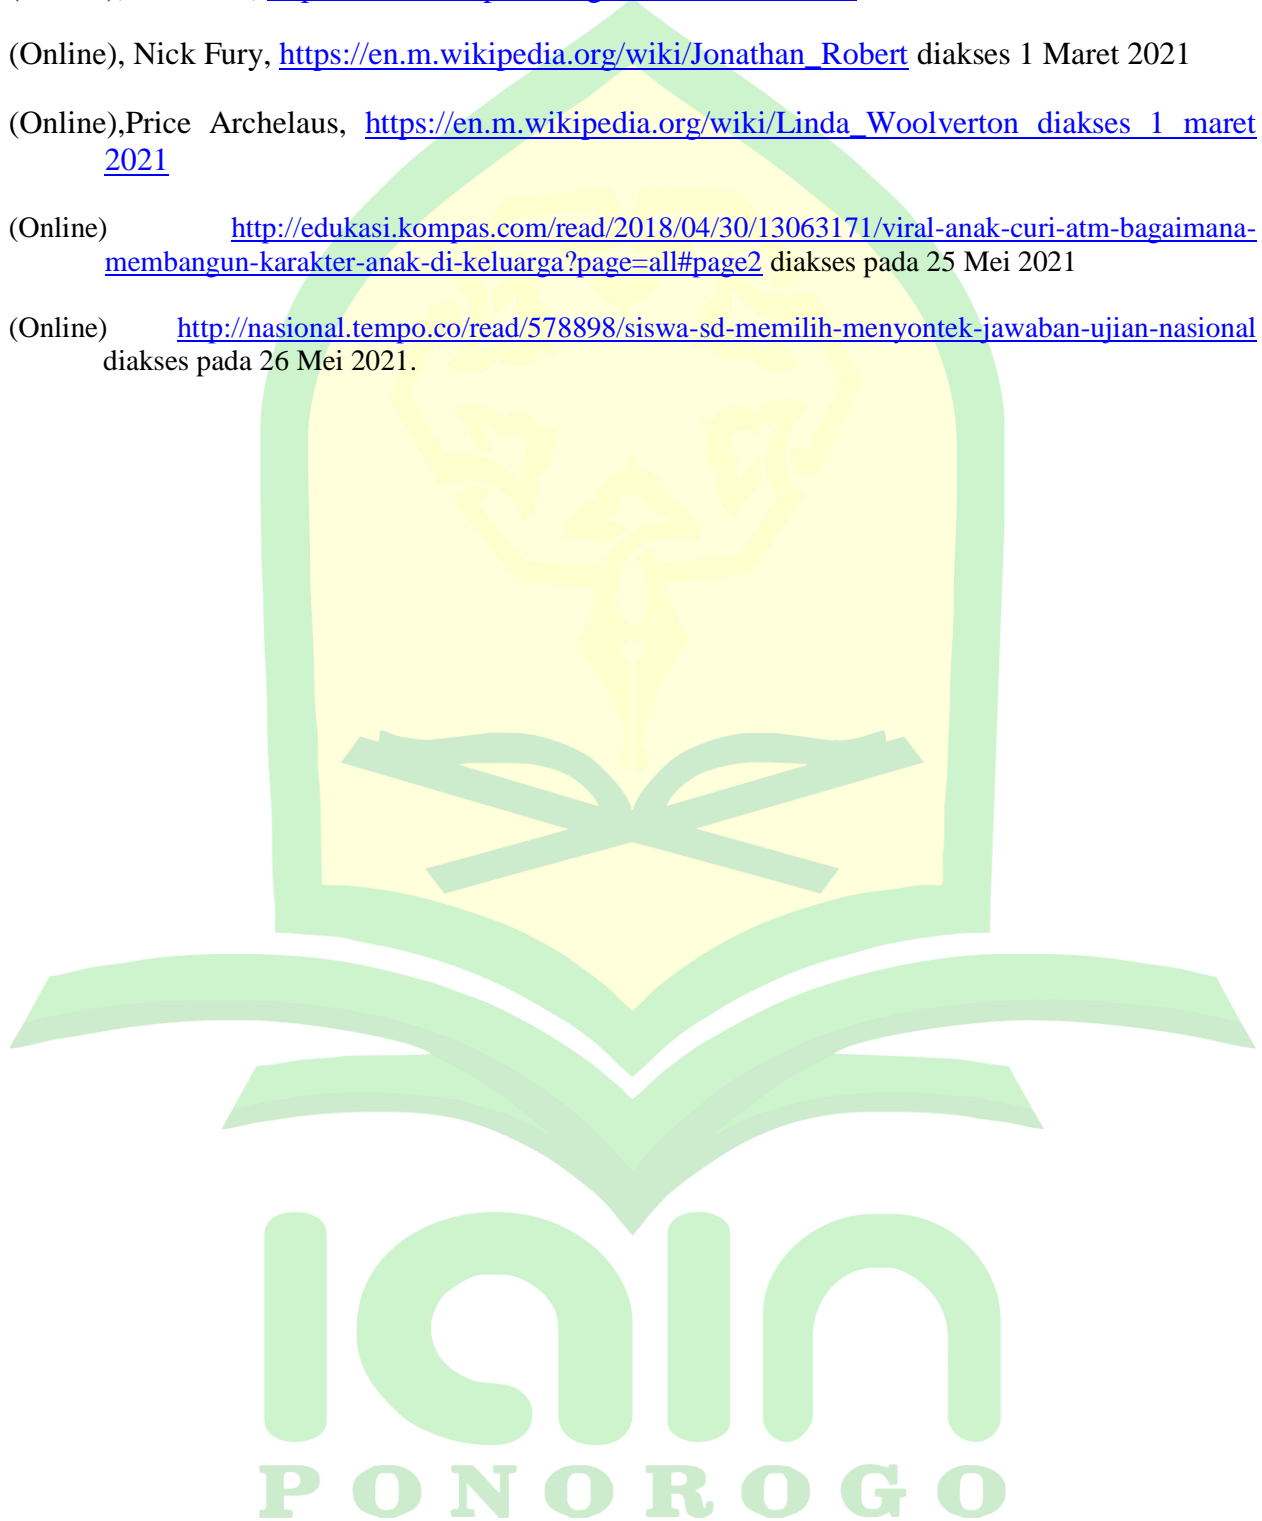 (Online), Nick Fury, https://en.m.wikipedia.org/wiki/Jonathan_Robert diakses 1 Maret 2021
(Online),Price Archelaus, https://en.m.wikipedia.org/wiki/Linda_Woolverton diakses 1 maret
2021
(Online) http://edukasi.kompas.com/read/2018/04/30/13063171/viral-anak-curi-atm-bagaimana-
membangun-karakter-anak-di-keluarga?page=all#page2 diakses pada 25 Mei 2021
(Online) http://nasional.tempo.co/read/578898/siswa-sd-memilih-menyontek-jawaban-ujian-nasional
diakses pada 26 Mei 2021.
iain
PONOROGO